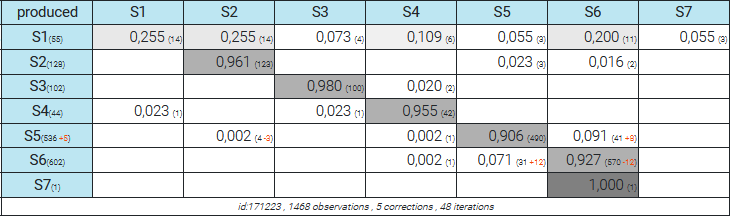 produced S1 S2 S3 S4 S5 S6 S7
S1(55) 0,255 (14) 0,255 (14) 0,073 (4) 0,109 (6) 0,055 (3) 0,200 (11) 0,055 (3)
S2(128) 0,961 (123) 0,023 (3) 0,016 (2)
S3(102) 0,980 (100) 0,020 (2)
S4(44) 0,023 (1) 0,023 (1) 0,955 (42)
S5(536 +5) 0,002 (4 -3) 0,002 (1) 0,906 (490) 0,091 (41 +8)
S6(602) 0,002 (1) 0,071 (31 +12) 0,927 (570 -12)
S7(1) 1,000 (1)
id:171223 , 1468 observations , 5 corrections , 48 iterations